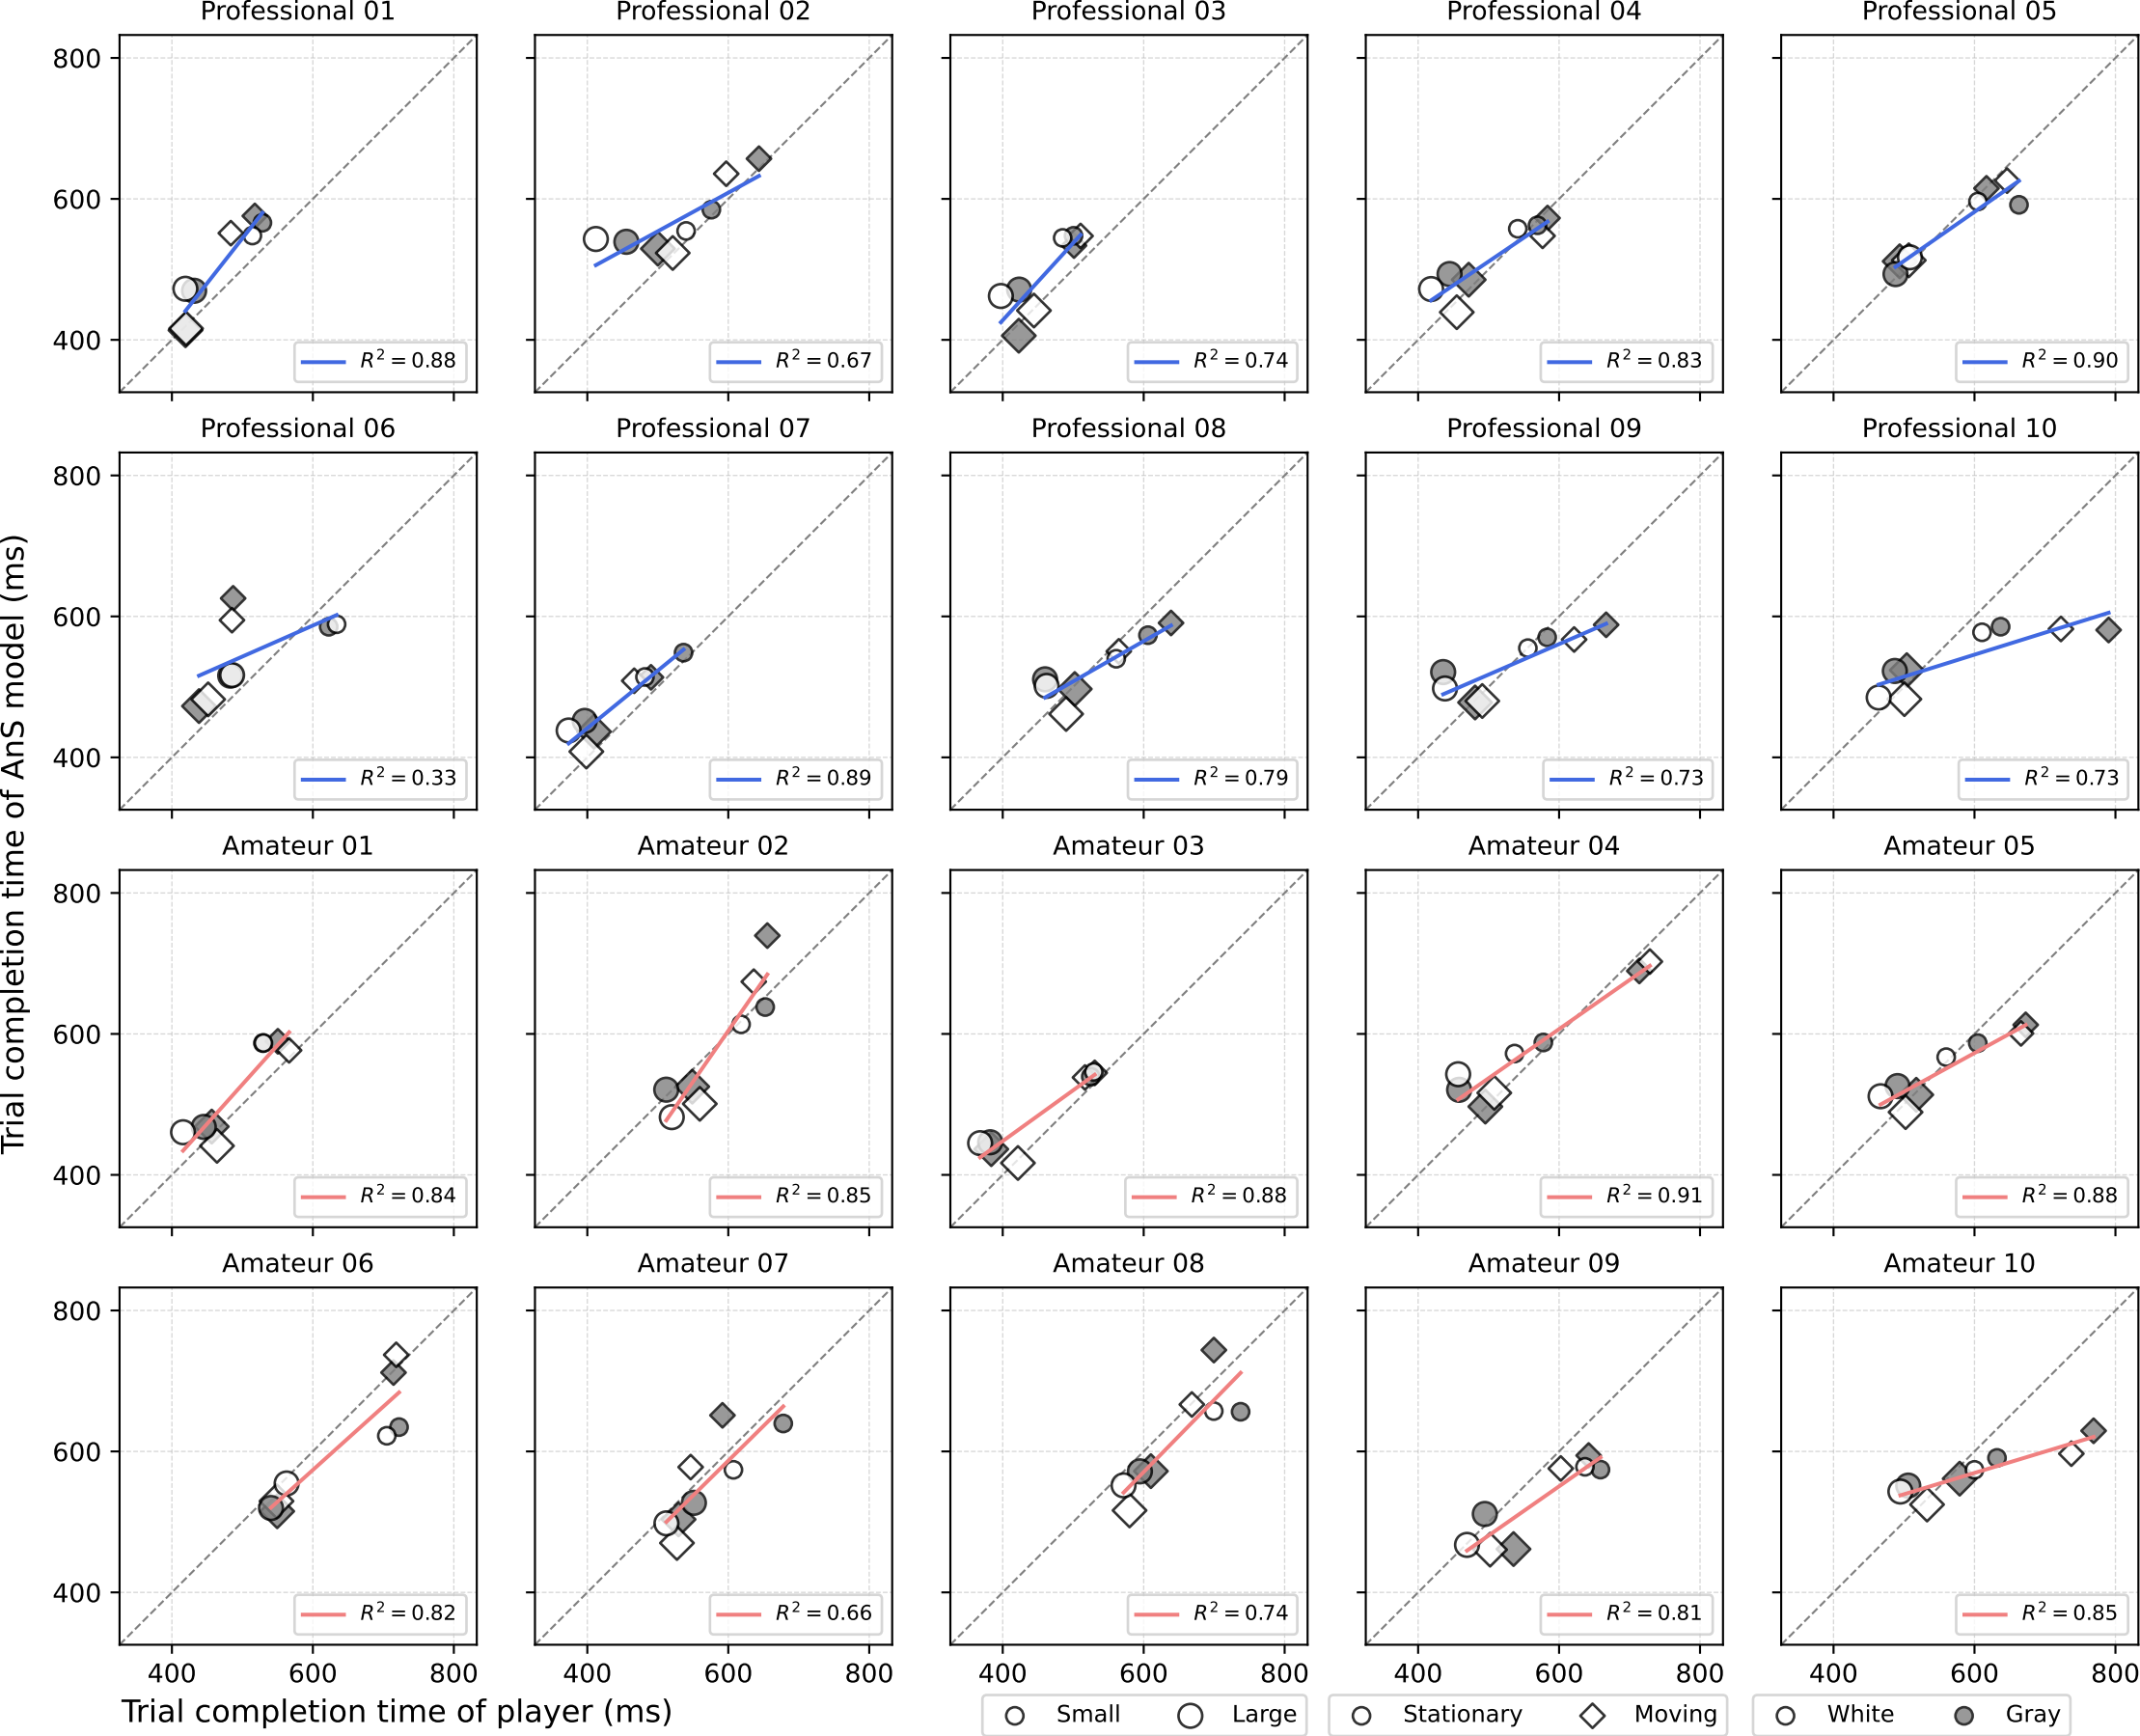 Professional 01 Professional 02 Professional 03 Professional 04 Professional 05
800
600
400
R² = 0.88 R² = 0.67 R² = 0.74 R² = 0.83 R² = 0.90
Professional 06 Professional 07 Professional 08 Professional 09 Professional 10
800
600
400
R² = 0.33 R² = 0.89 R² = 0.79 R² = 0.73 R² = 0.73
Trial completion time of AnS model (ms)
Amateur 01 Amateur 02 Amateur 03 Amateur 04 Amateur 05
800
600
400
R² = 0.84 R² = 0.85 R² = 0.88 R² = 0.91 R² = 0.88
Amateur 06 Amateur 07 Amateur 08 Amateur 09 Amateur 10
800
600
400
R² = 0.82 R² = 0.66 R² = 0.74 R² = 0.81 R² = 0.85
400 600 800 400 600 800 400 600 800 400 600 800 400 600 800
Trial completion time of player (ms)
Small Large Stationary Moving White Gray